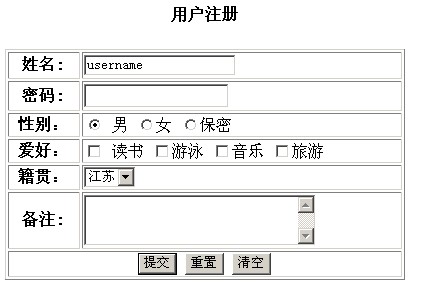 用户注册
姓名: username
密码:
性别: 男 女 保密
爱好: 读书 游泳 音乐 旅游
籍贯: 江苏
备注:
提交 重置 清空